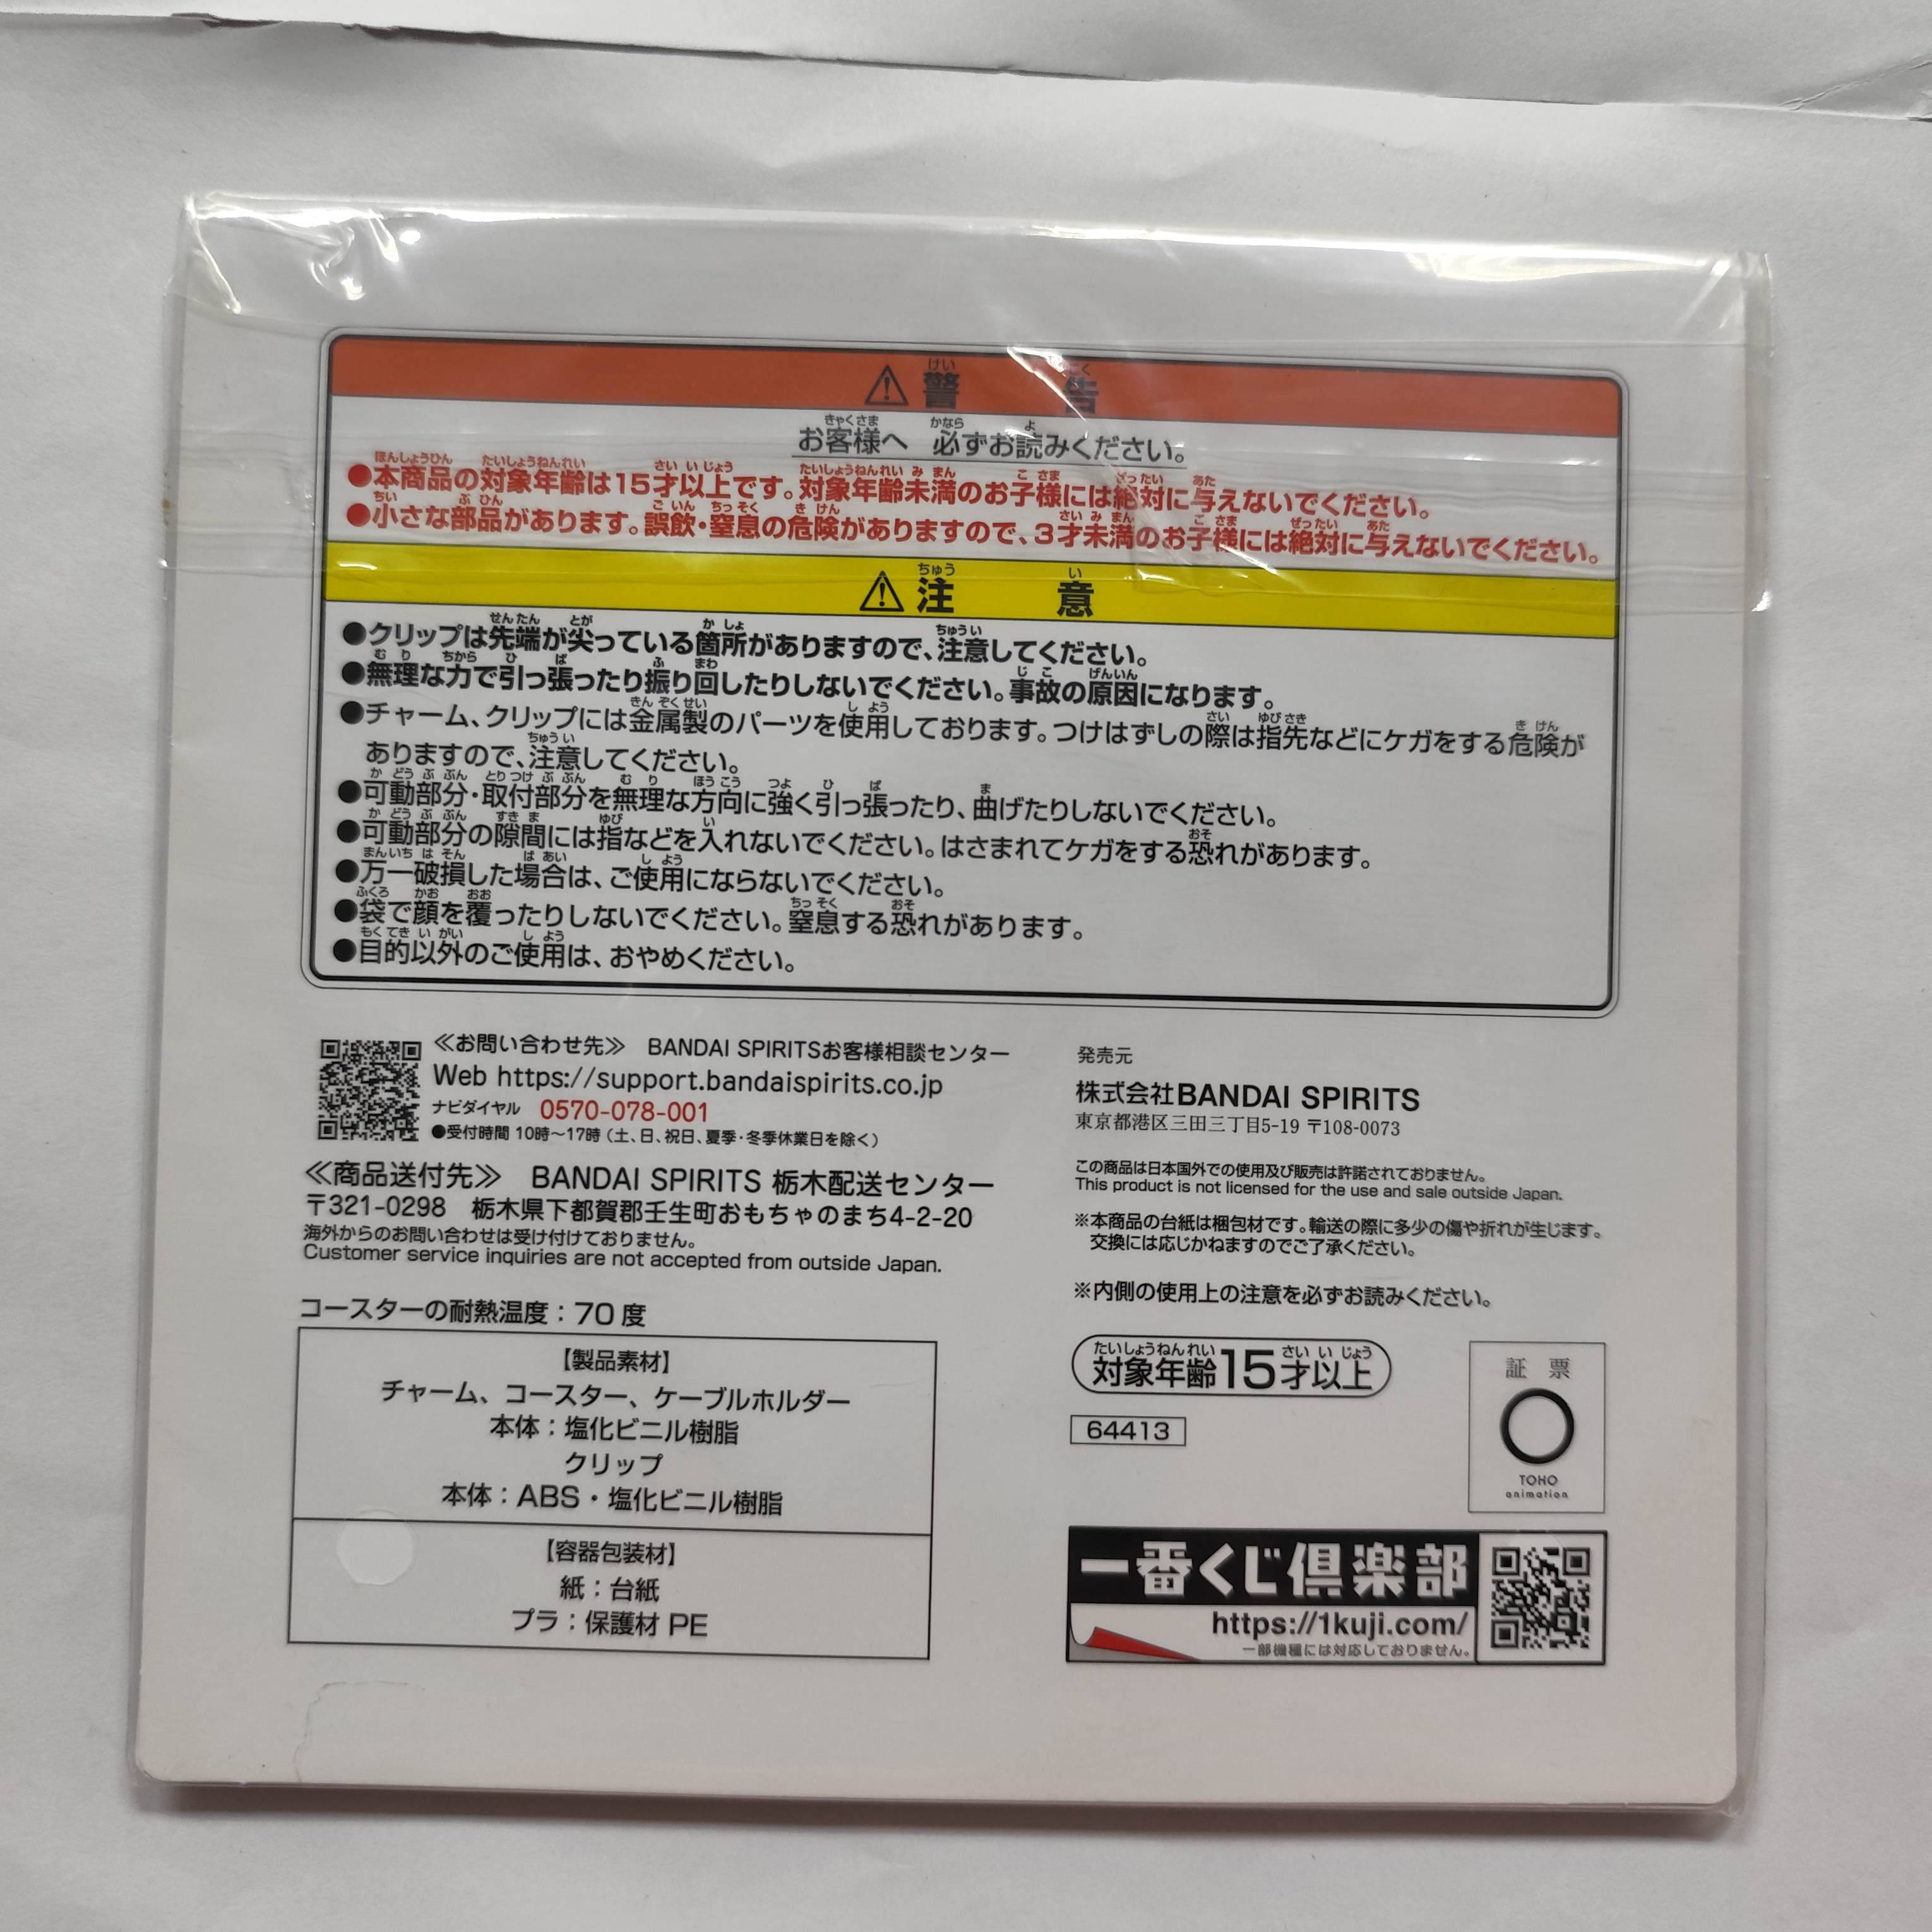 警告
お客様へ 必ずお読みください。
●本商品の対象年齢は15才以上です。対象年齢未満のお子様には絶対に与えないでください。
●小さな部品があります。誤飲・窒息の危険がありますので、3才未満のお子様には絶対に与えないでください。
注意
●クリップは先端が尖っている箇所がありますので、注意してください。
●無理な力で引っ張ったり振り回したりしないでください。事故の原因になります。
●チャーム、クリップには金属製のパーツを使用しております。つけはずしの際は指先などにケガをする危険が
ありますので、注意してください。
●可動部分・取付部分を無理な方向に強く引っ張ったり、曲げたりしないでください。
●可動部分の隙間には指などを入れないでください。はさまれてケガをする恐れがあります。
●万一破損した場合は、ご使用にならないでください。
●袋で顔を覆ったりしないでください。窒息する恐れがあります。
●目的以外のご使用は、おやめください。
≪お問い合わせ先≫ BANDAI SPIRITSお客様相談センター
Web https://support.bandaispirits.co.jp
ナビダイヤル 0570-078-001
●受付時間 10時～17時（土、日、祝日、夏季・冬季休業日を除く）
≪商品送付先≫ BANDAI SPIRITS 栃木配送センター
〒321-0298 栃木県下都賀郡壬生町おもちゃのまち4-2-20
海外からのお問い合わせは受け付けておりません。
Customer service inquiries are not accepted from outside Japan.
コースターの耐熱温度：70度
【製品素材】
チャーム、コースター、ケーブルホルダー
本体：塩化ビニル樹脂
クリップ
本体：ABS・塩化ビニル樹脂
【容器包装材】
紙：台紙
プラ：保護材 PE
発売元
株式会社BANDAI SPIRITS
東京都港区三田三丁目5-19 〒108-0073
この商品は日本国外での使用及び販売は許諾されておりません。
This product is not licensed for the use and sale outside Japan.
※本商品の台紙は梱包材です。輸送の際に多少の傷や折れが生じます。
交換には応じかねますのでご了承ください。
※内側の使用上の注意を必ずお読みください。
対象年齢15才以上
64413
証票
TOHO
animation
一番くじ倶楽部
https://1kuji.com/
一部機種には対応しておりません。